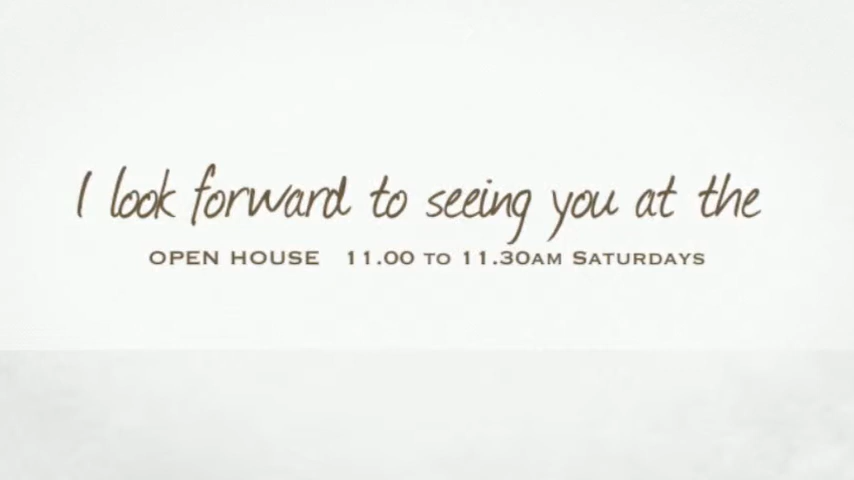 I look forward to seeing you at the
OPEN HOUSE 11.00 TO 11.30AM SATURDAYS